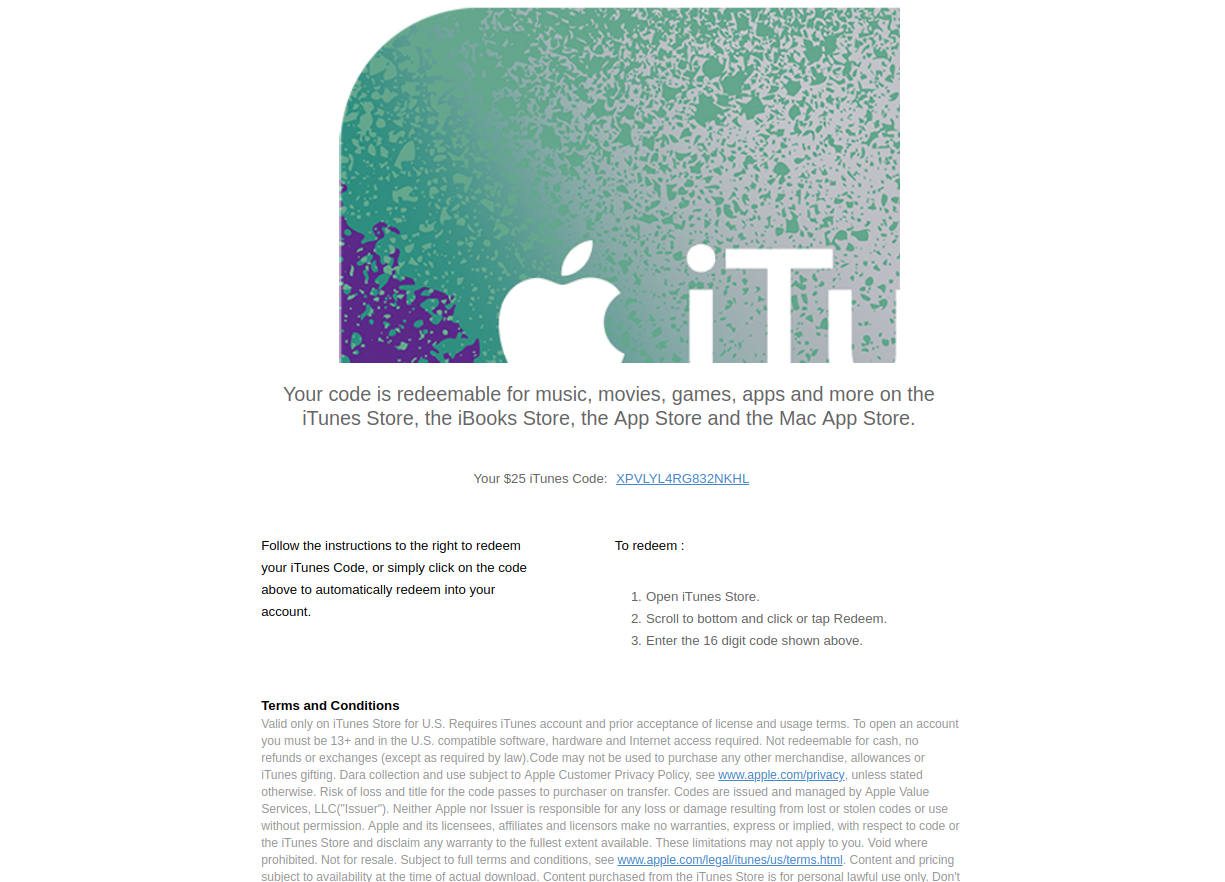 iTu
Your code is redeemable for music, movies, games, apps and more on the
iTunes Store, the iBooks Store, the App Store and the Mac App Store.
Your $25 iTunes Code: XPVLYL4RG832NKHL
Follow the instructions to the right to redeem
your iTunes Code, or simply click on the code
above to automatically redeem into your
account.
To redeem :
1. Open iTunes Store.
2. Scroll to bottom and click or tap Redeem.
3. Enter the 16 digit code shown above.
Terms and Conditions
Valid only on iTunes Store for U.S. Requires iTunes account and prior acceptance of license and usage terms. To open an account
you must be 13+ and in the U.S. compatible software, hardware and Internet access required. Not redeemable for cash, no
refunds or exchanges (except as required by law).Code may not be used to purchase any other merchandise, allowances or
iTunes gifting. Dara collection and use subject to Apple Customer Privacy Policy, see www.apple.com/privacy, unless stated
otherwise. Risk of loss and title for the code passes to purchaser on transfer. Codes are issued and managed by Apple Value
Services, LLC("Issuer"). Neither Apple nor Issuer is responsible for any loss or damage resulting from lost or stolen codes or use
without permission. Apple and its licensees, affiliates and licensors make no warranties, express or implied, with respect to code or
the iTunes Store and disclaim any warranty to the fullest extent available. These limitations may not apply to you. Void where
prohibited. Not for resale. Subject to full terms and conditions, see www.apple.com/legal/itunes/us/terms.html. Content and pricing
subject to availability at the time of actual download. Content purchased from the iTunes Store is for personal lawful use only. Don't